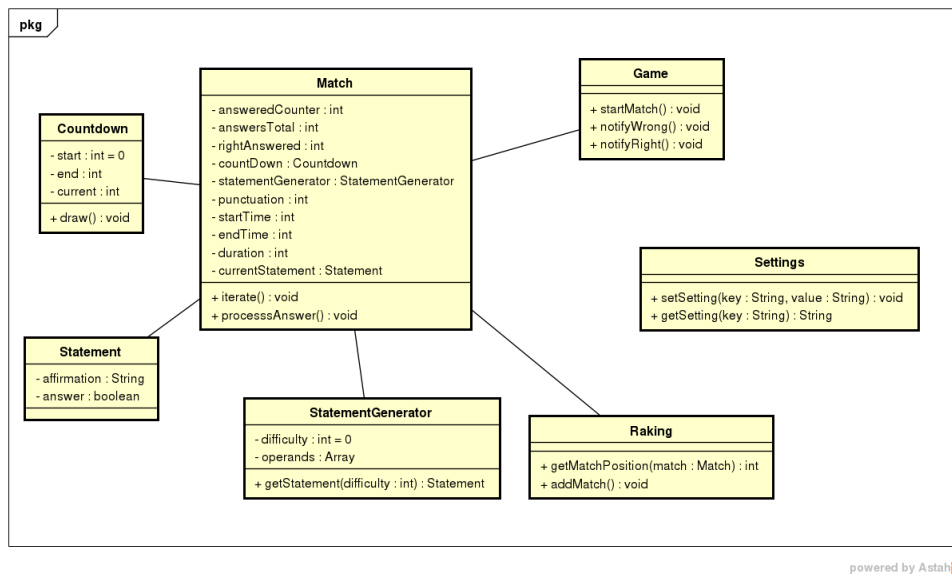 pkg
Match
- answeredCounter : int
- answersTotal : int
- rightAnswered : int
- countDown : Countdown
- statementGenerator : StatementGenerator
- punctuation : int
- startTime : int
- endTime : int
- duration : int
- currentStatement : Statement
+ iterate() : void
+ processsAnswer() : void
Game
+ startMatch() : void
+ notifyWrong() : void
+ notifyRight() : void
Countdown
- start : int = 0
- end : int
- current : int
+ draw() : void
Settings
+ setSetting(key : String, value : String) : void
+ getSetting(key : String) : String
Statement
- affirmation : String
- answer : boolean
StatementGenerator
- difficulty : int = 0
- operands : Array
+ getStatement(difficulty : int) : Statement
Raking
+ getMatchPosition(match : Match) : int
+ addMatch() : void
powered by Astah